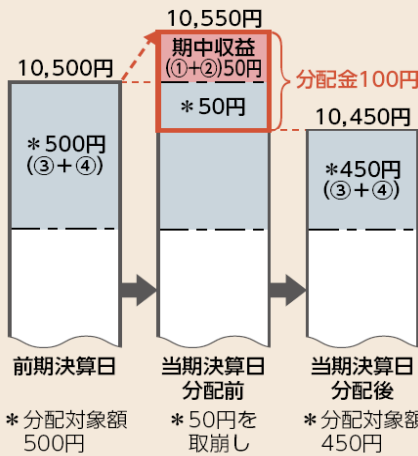 10,550円
10,500円
期中収益
(①+②)50円
分配金100円
*50円
10,450円
*500円
(③+④)
*450円
(③+④)
前期決算日
当期決算日
分配前
当期決算日
分配後
*分配対象額
500円
*50円を
取崩し
*分配対象額
450円